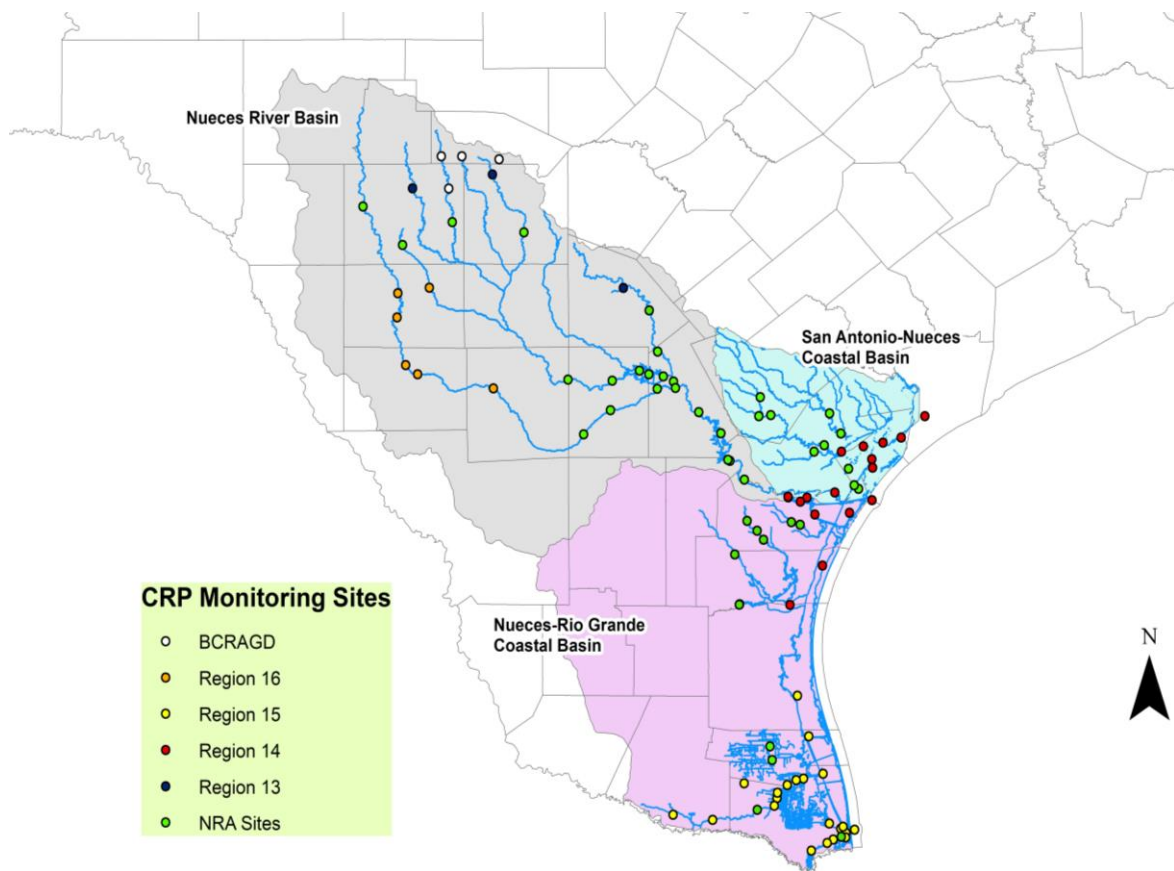 Nueces River Basin
San Antonio-Nueces
Coastal Basin
Nueces-Rio Grande
Coastal Basin
CRP Monitoring Sites
BCRAGD
Region 16
Region 15
Region 14
Region 13
NRA Sites
N